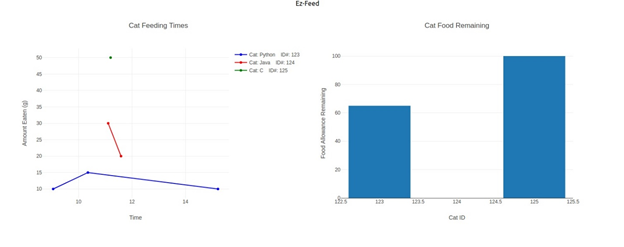 Ez-Feed
Cat Feeding Times
Amount Eaten (g)
50
45
40
35
30
25
20
15
10
10
12
14
Time
Cat: Python ID#: 123
Cat: Java ID#: 124
Cat: C ID#: 125
Cat Food Remaining
Food Allowance Remaining
100
80
60
40
20
0
122.5
123
123.5
124
124.5
125
125.5
Cat ID